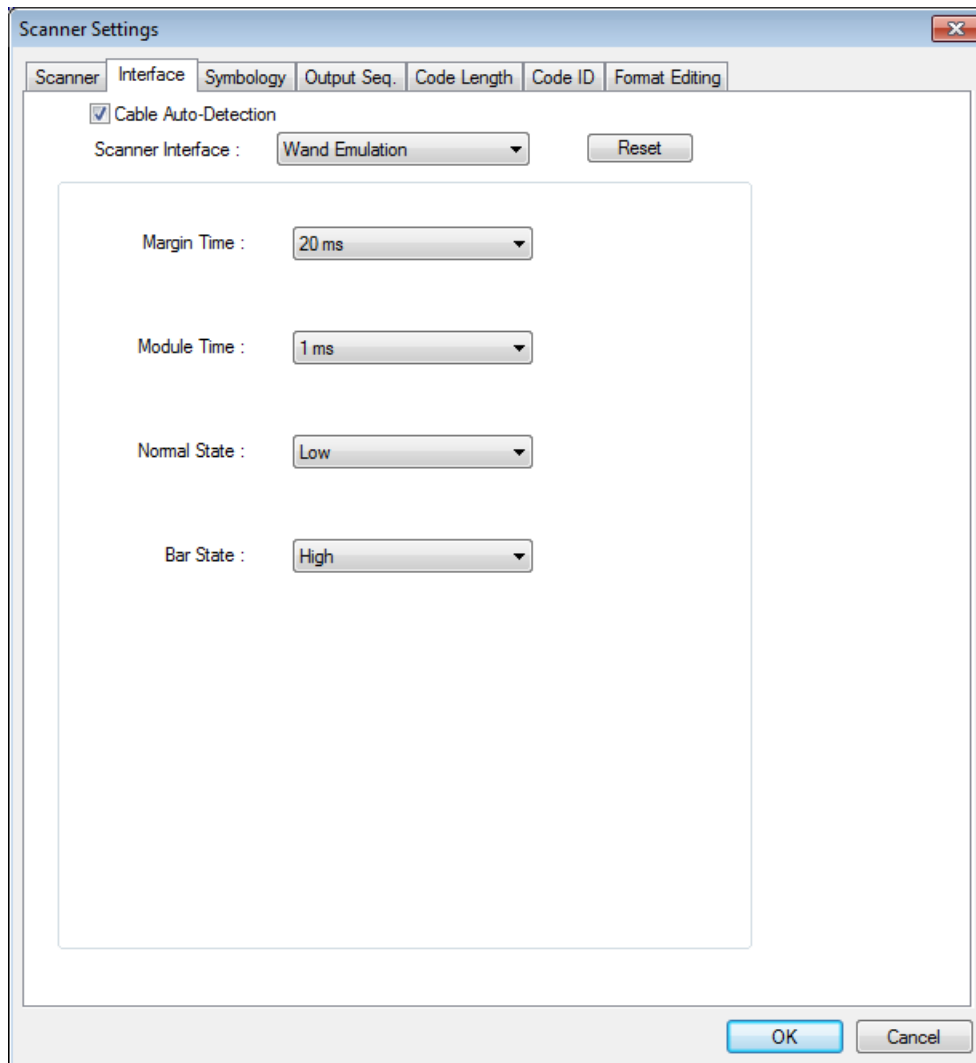 Scanner Settings
Scanner Interface Symbology Output Seq. Code Length Code ID Format Editing
Cable Auto-Detection
Scanner Interface : Wand Emulation Reset
Margin Time : 20 ms
Module Time : 1 ms
Normal State : Low
Bar State : High
OK Cancel